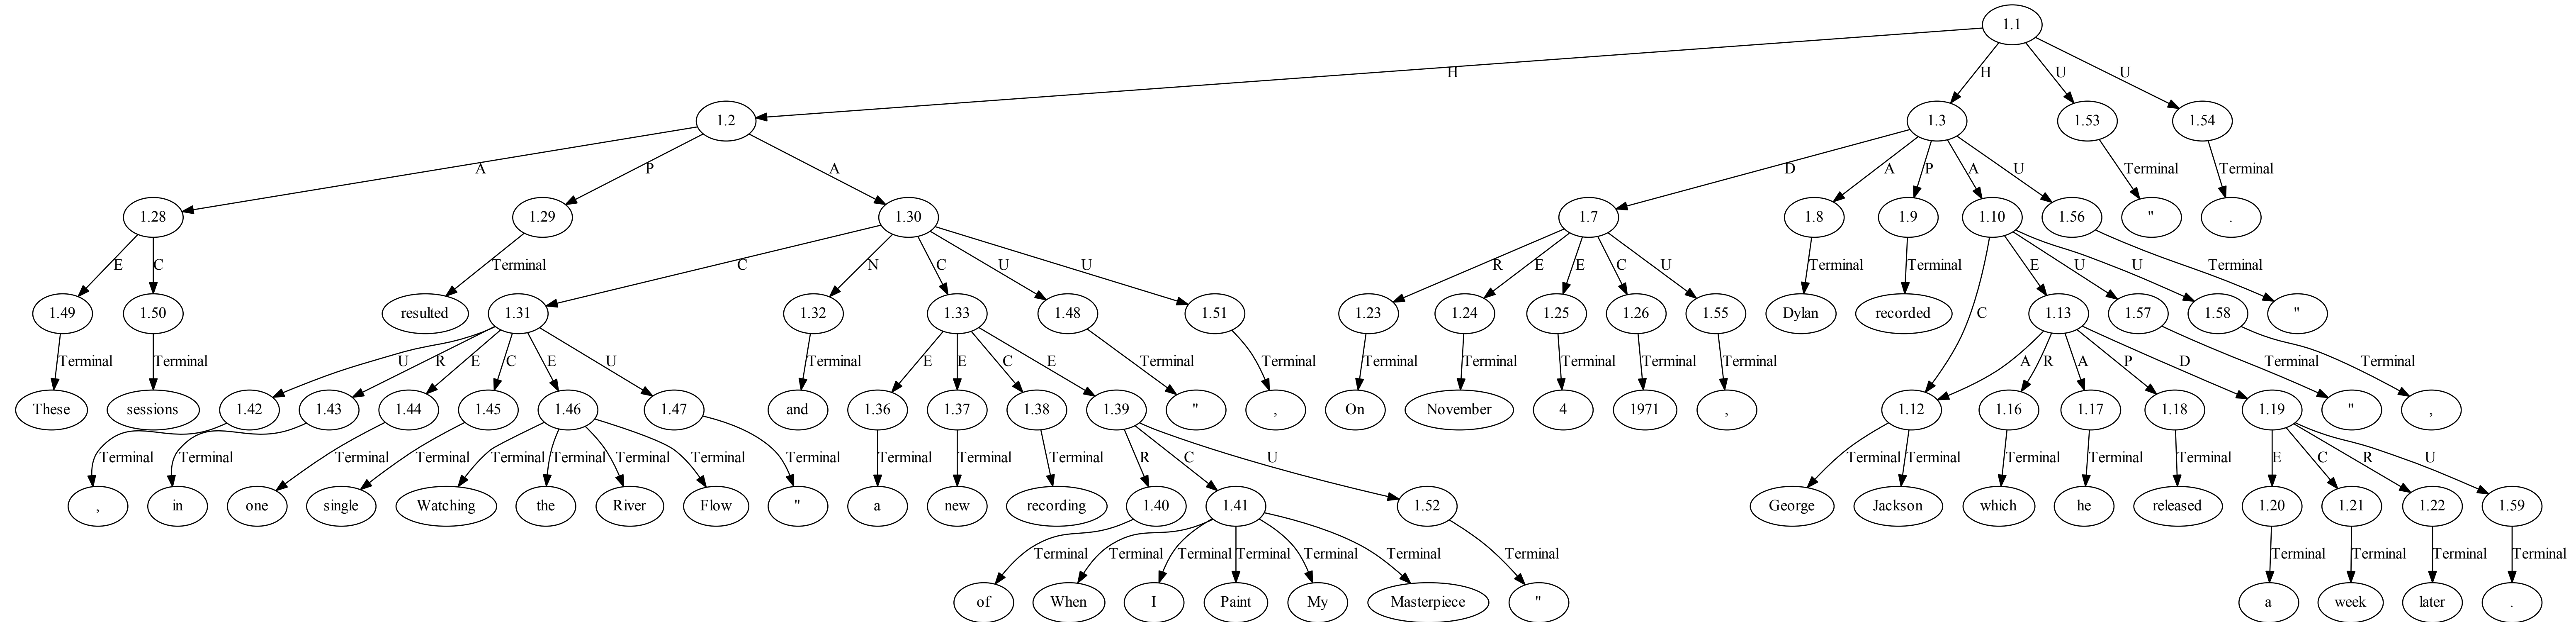 1.1
H H U U
1.2 1.3 1.53 1.54
A P A D A P A U Terminal Terminal
1.28 1.29 1.30 1.7 1.8 1.9 1.10 1.56 " .
E C Terminal C N C U U R E E C U Terminal Terminal C E U U Terminal
1.49 1.50 resulted 1.31 1.32 1.33 1.48 1.51 1.23 1.24 1.25 1.26 1.55 Dylan recorded 1.13 1.57 1.58 "
Terminal Terminal U R E C E U Terminal E E C E Terminal Terminal Terminal Terminal Terminal Terminal Terminal A R A P D Terminal Terminal
These sessions 1.42 1.43 1.44 1.45 1.46 1.47 and 1.36 1.37 1.38 1.39 " , On November 4 1971 , 1.12 1.16 1.17 1.18 1.19 " ,
Terminal Terminal Terminal Terminal Terminal Terminal Terminal Terminal Terminal Terminal Terminal Terminal R C U Terminal Terminal Terminal Terminal Terminal E C R U
, in one single Watching the River Flow " a new recording 1.40 1.41 1.52 George Jackson which he released 1.20 1.21 1.22 1.59
Terminal Terminal Terminal Terminal Terminal Terminal Terminal Terminal Terminal Terminal Terminal
of When I Paint My Masterpiece " a week later .